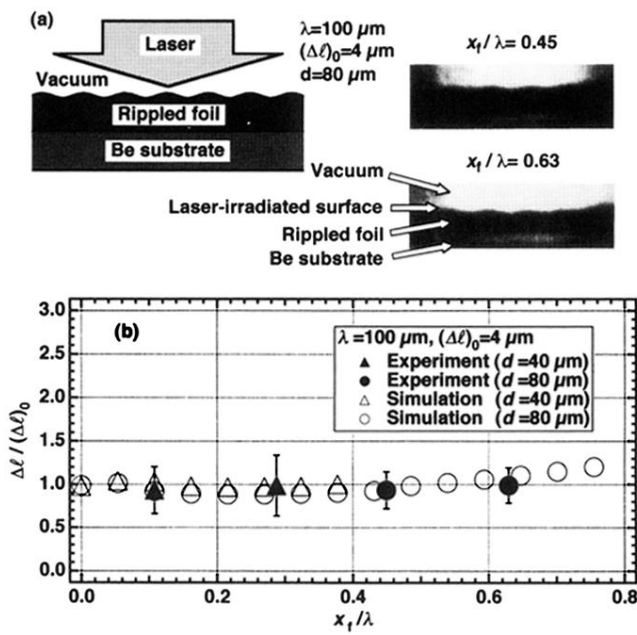 (a)
Laser
λ=100 µm
(Δℓ)₀=4 µm
d=80 µm
Vacuum
Rippled foil
Be substrate
x_f/λ= 0.45
x_f/λ= 0.63
Vacuum
Laser-irradiated surface
Rippled foil
Be substrate
(b)
λ=100 µm, (Δℓ)₀=4 µm
▲ Experiment (d=40 µm)
● Experiment (d=80 µm)
△ Simulation (d=40 µm)
○ Simulation (d=80 µm)
3.0
2.5
2.0
1.5
1.0
0.5
0.0
Δℓ/(Δℓ)₀
0.0 0.2 0.4 0.6 0.8
x_f/λ